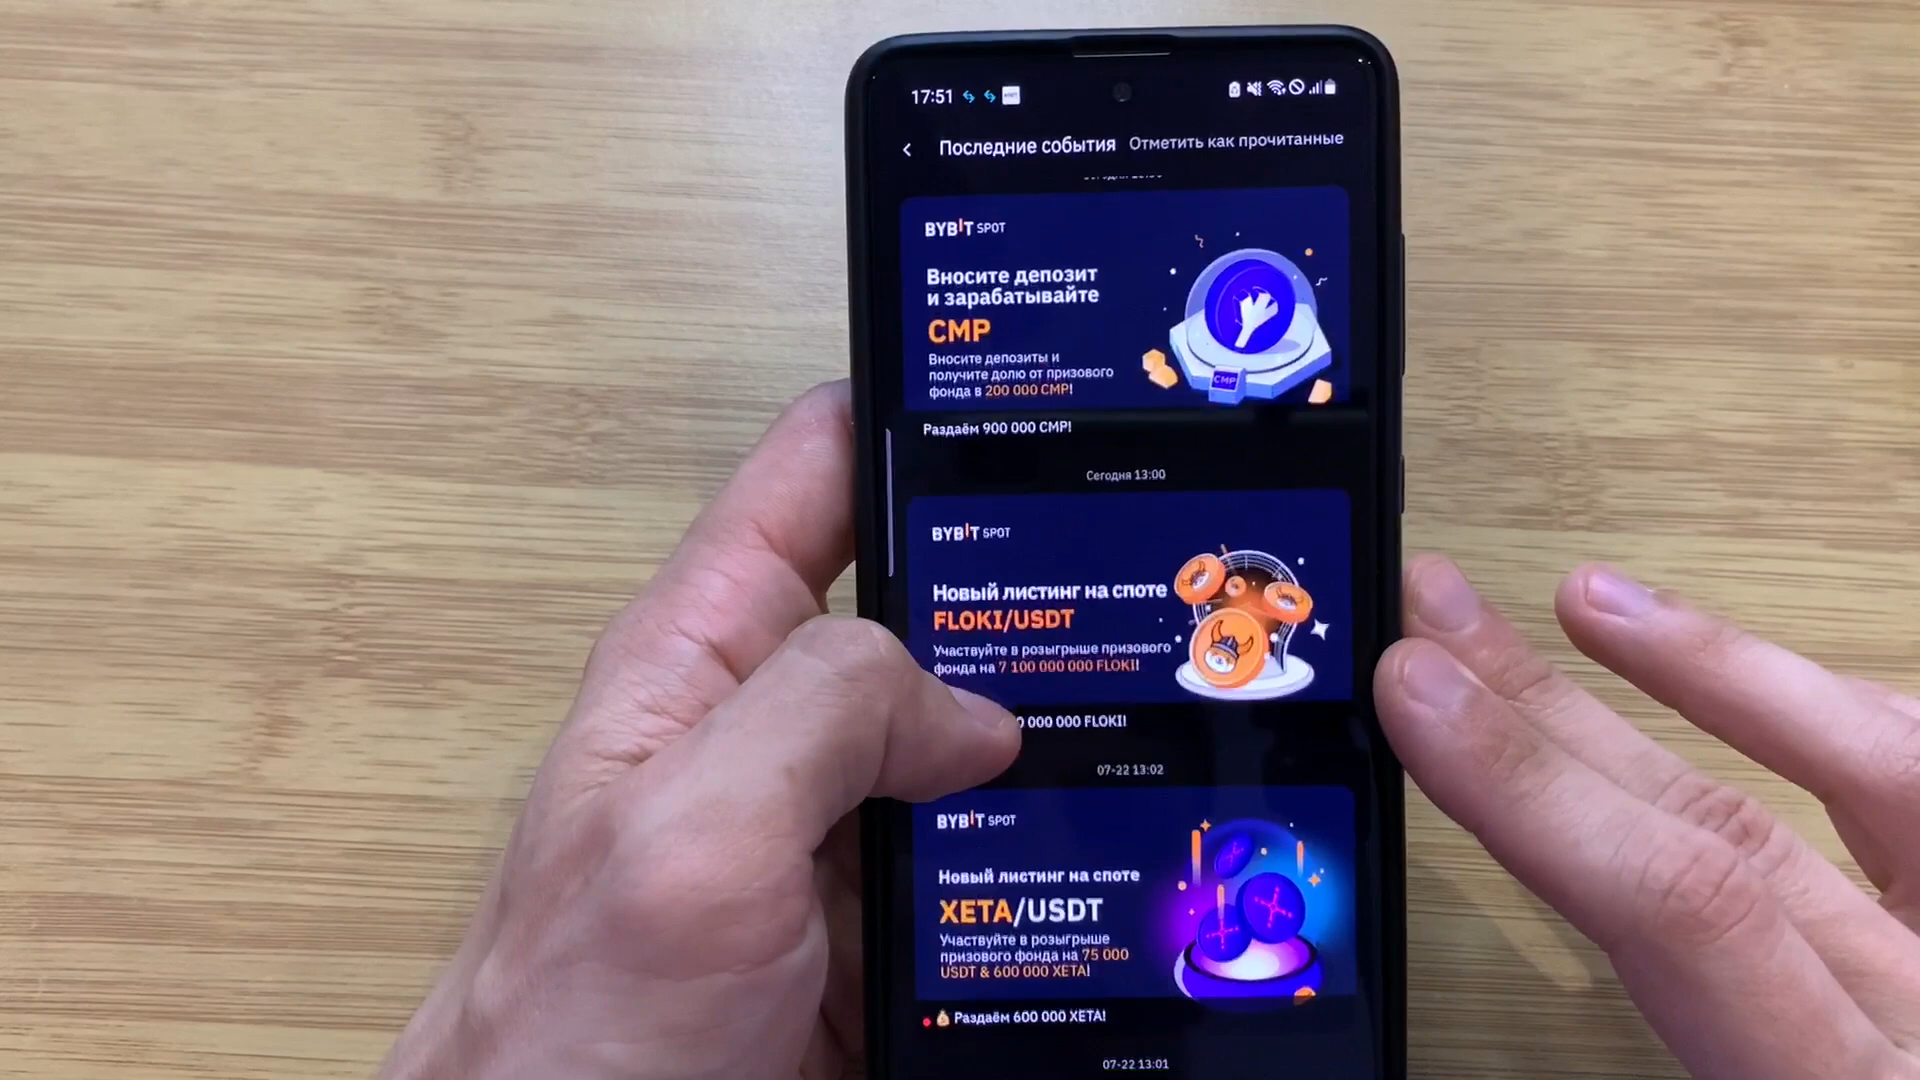 17:51
Последние события Отметить как прочитанные
BYBIT SPOT
Вносите депозит
и зарабатывайте
CMP
Вносите депозиты и
получите долю от призового
фонда в 200 000 CMP!
CMP
Раздаём 900 000 CMP!
Сегодня 13:00
BYBIT SPOT
Новый листинг на споте
FLOKI/USDT
Участвуйте в розыгрыше призового
фонда на 7 100 000 000 FLOKI!
0 000 000 FLOKI!
07-22 13:02
BYBIT SPOT
Новый листинг на споте
XETA/USDT
Участвуйте в розыгрыше
призового фонда на 75 000
USDT & 600 000 XETA!
Раздаём 600 000 XETA!
07-22 13:01